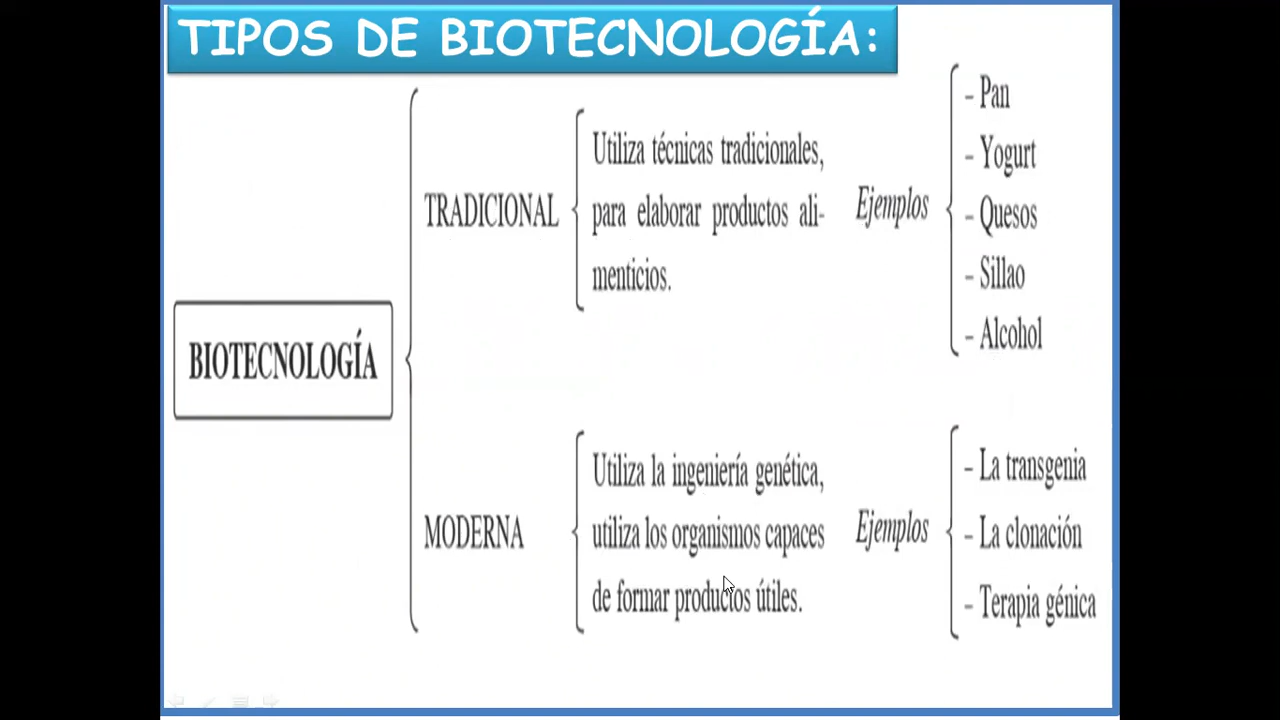 TIPOS DE BIOTECNOLOGÍA:
BIOTECNOLOGÍA
TRADICIONAL
Utiliza técnicas tradicionales,
para elaborar productos ali-
menticios.
Ejemplos
- Pan
- Yogurt
- Quesos
- Sillao
- Alcohol
MODERNA
Utiliza la ingeniería genética,
utiliza los organismos capaces
de formar productos útiles.
Ejemplos
- La transgenia
- La clonación
- Terapia génica